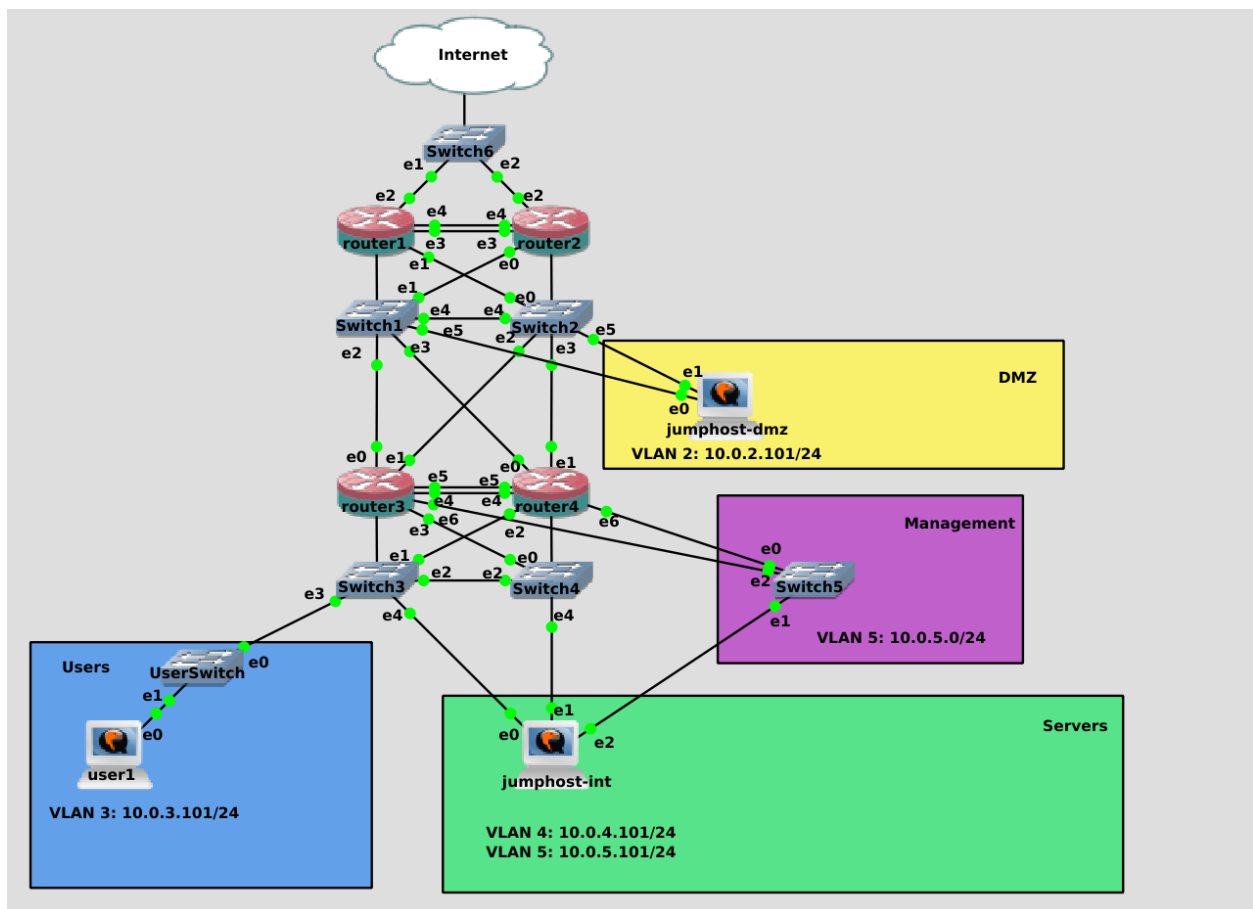 Internet
Switch6
e1
e2
e2
e2
e4
e4
router1
e3
e3
router2
e1
e0
e1
e0
Switch1
e4
e4
Switch2
e5
e5
e2
e3
e2
e3
DMZ
e1
e0
jumphost-dmz
VLAN 2: 10.0.2.101/24
e0
e1
e0
e1
e5
e5
router3
e4
e4
router4
e6
e3
e6
e2
Management
e1
e0
e0
e2
e2
e2
Switch3
Switch4
Switch5
e3
e4
e4
e1
VLAN 5: 10.0.5.0/24
Users
UserSwitch
e0
e1
e0
user1
VLAN 3: 10.0.3.101/24
e1
e0
e2
Servers
jumphost-int
VLAN 4: 10.0.4.101/24
VLAN 5: 10.0.5.101/24